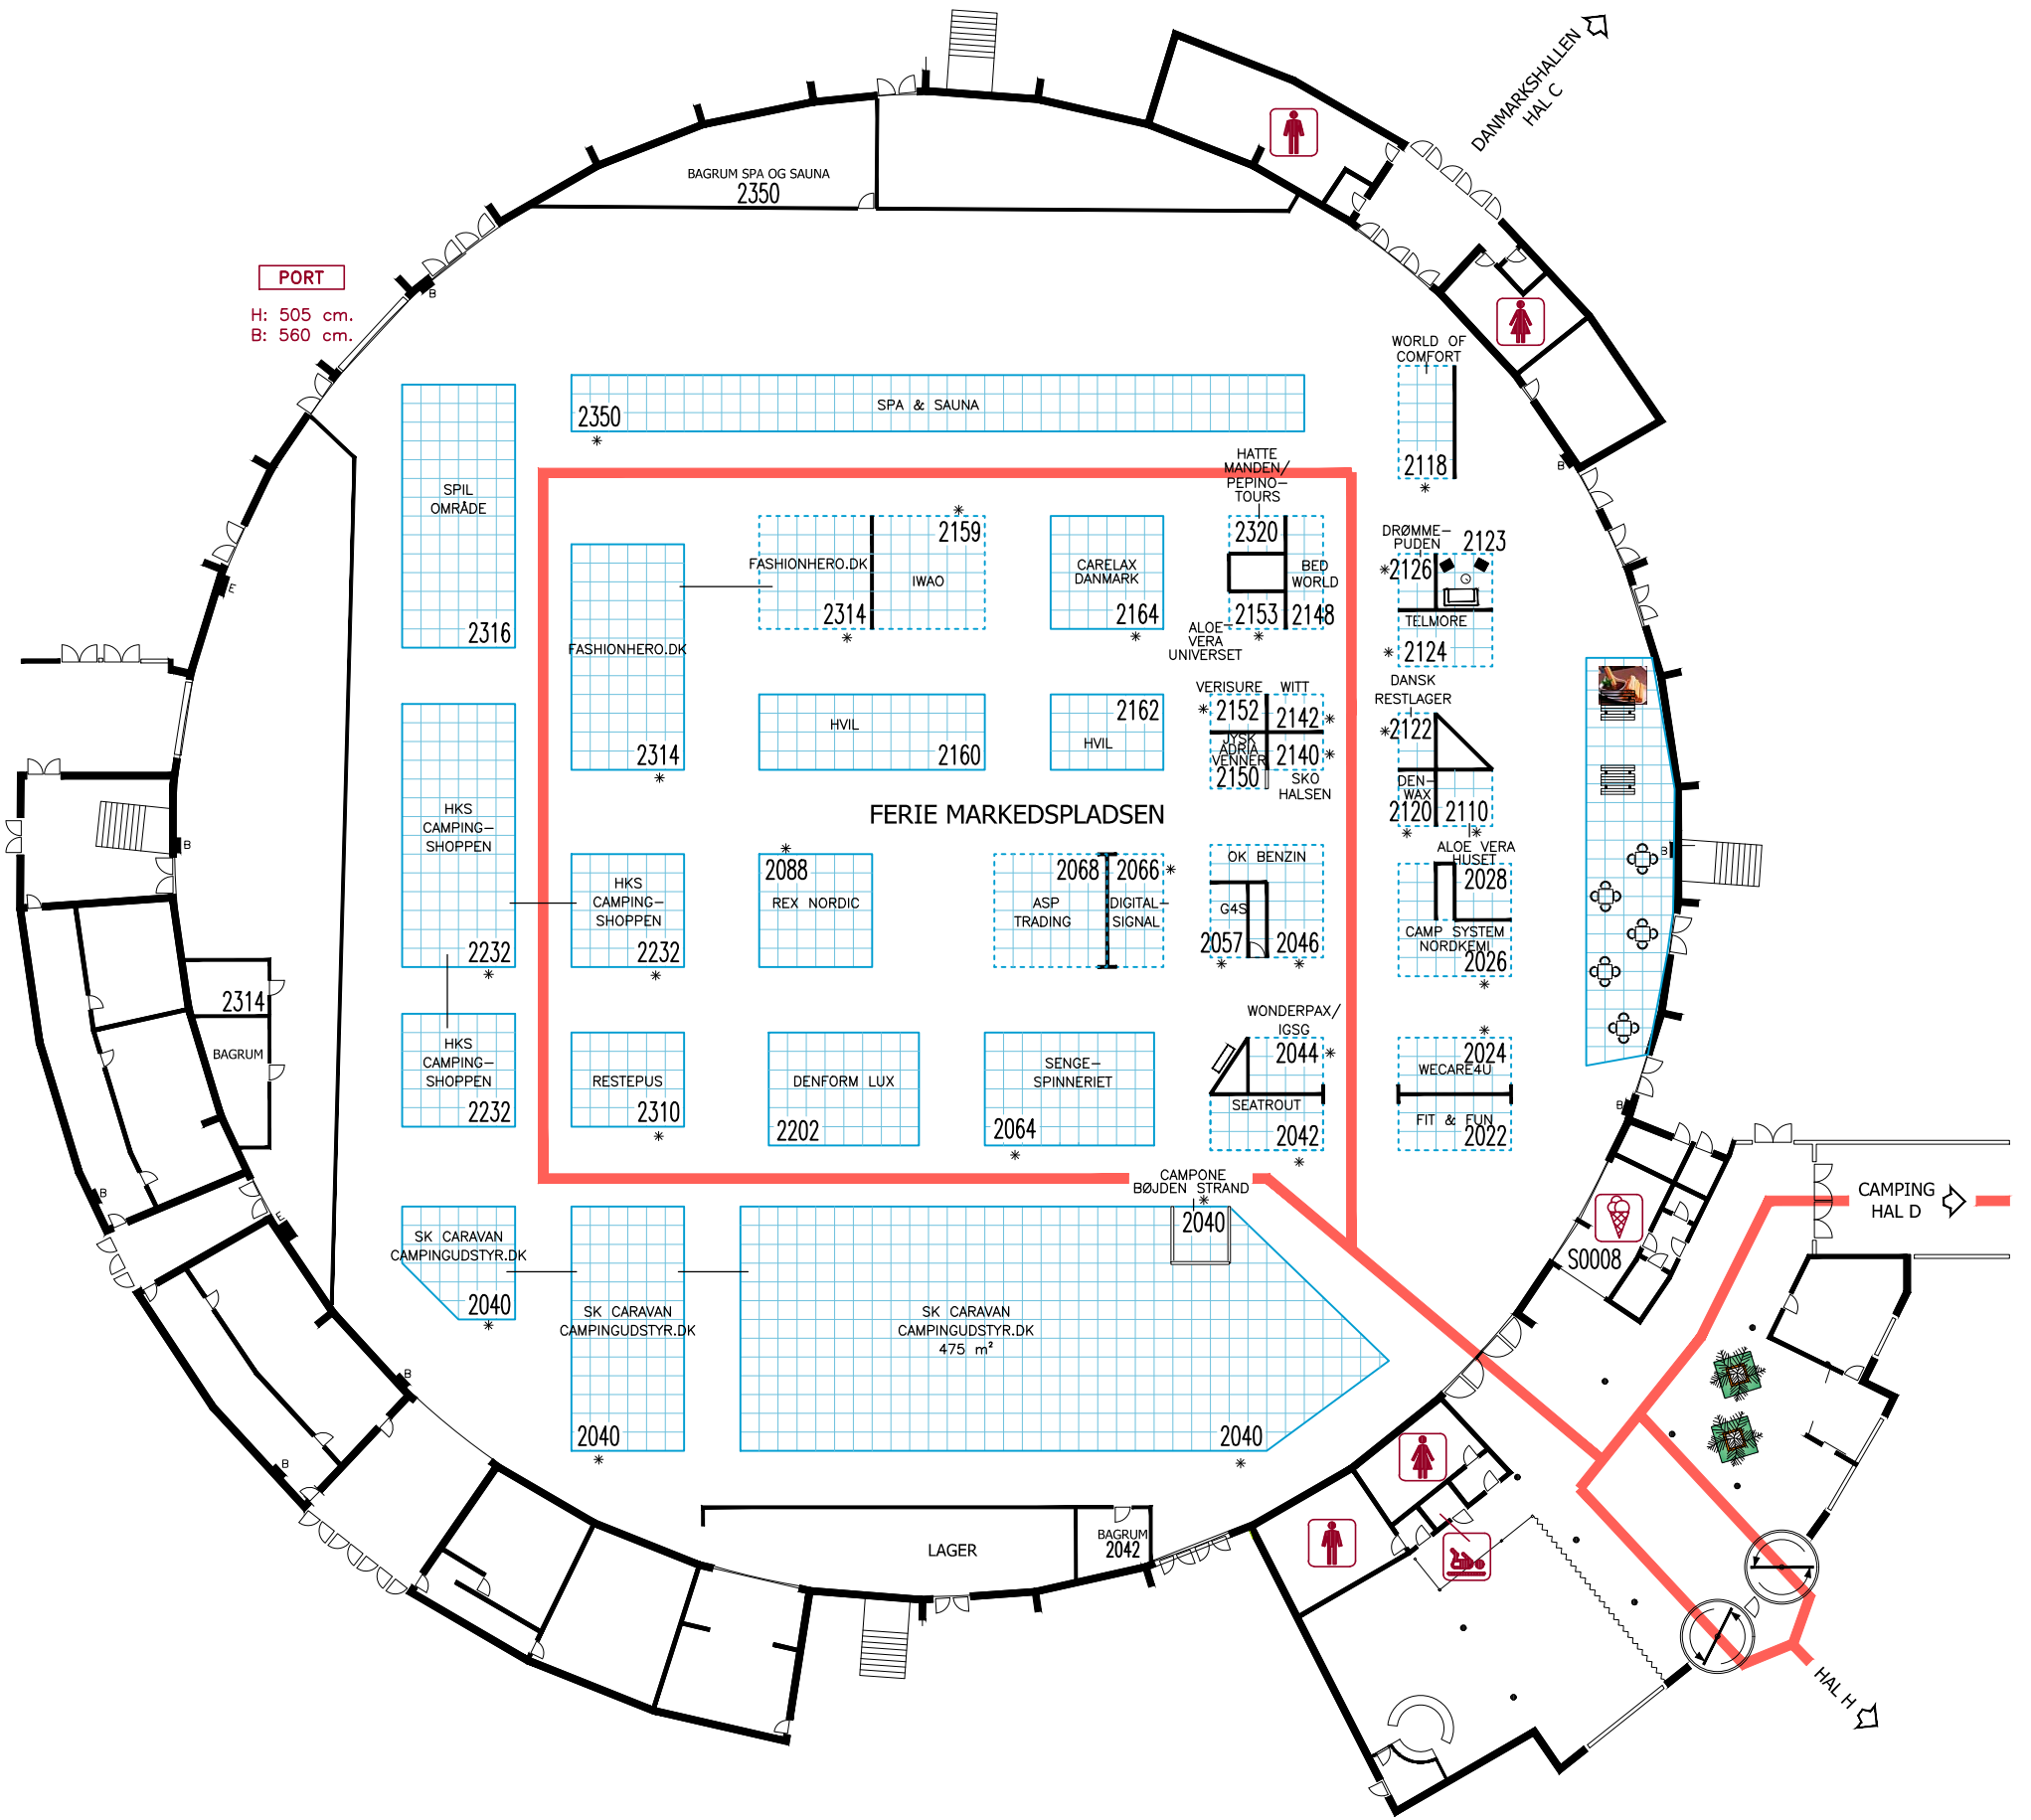 DANMARKSHALLEN
HAL C
BAGRUM SPA OG SAUNA
2350
PORT
H: 505 cm.
B: 560 cm.
B
WORLD OF
COMFORT
2118
SPA & SAUNA
2350
*
*
B
SPIL
OMRÅDE
2316
HATTE
MANDEN/
PEPINO-
TOURS
2320
BED
WORLD
2153
2148
*
ALOE-
VERA
UNIVERSET
FASHIONHERO.DK
2314
*
2159
*
IWAO
CARELAX
DANMARK
2164
*
DRØMME-
PUDEN
2123
*
2126
TELMORE
*
2124
E
FASHIONHERO.DK
2314
*
HVIL
2160
2162
HVIL
VERISURE
WITT
*
2152
2142
*
JYSK
ADRIA
VENNER
2150
2140
*
SKO
HALSEN
DANSK
RESTLAGER
*
2122
DEN-
WAX
2120
2110
*
*
FERIE MARKEDSPLADSEN
HKS
CAMPING-
SHOPPEN
2232
*
HKS
CAMPING-
SHOPPEN
2232
*
*
2088
REX NORDIC
2068
2066
*
ASP
TRADING
DIGITAL-
SIGNAL
OK BENZIN
G4S
2057
2046
*
*
ALOE VERA
HUSET
2028
CAMP SYSTEM
NORDKEMI
2026
*
B
B
2314
BAGRUM
HKS
CAMPING-
SHOPPEN
2232
RESTEPUS
2310
*
DENFORM LUX
2202
SENGE-
SPINNERIET
2064
*
WONDERPAX/
IGSG
2044
*
SEATROUT
2042
*
*
2024
WECARE4U
FIT & FUN
2022
B
CAMPONE
BØJDEN STRAND
*
2040
B
E
SK CARAVAN
CAMPINGUDSTYR.DK
2040
*
SK CARAVAN
CAMPINGUDSTYR.DK
2040
*
SK CARAVAN
CAMPINGUDSTYR.DK
475 m²
2040
*
S0008
CAMPING
HAL D
B
B
LAGER
BAGRUM
2042
HAL H